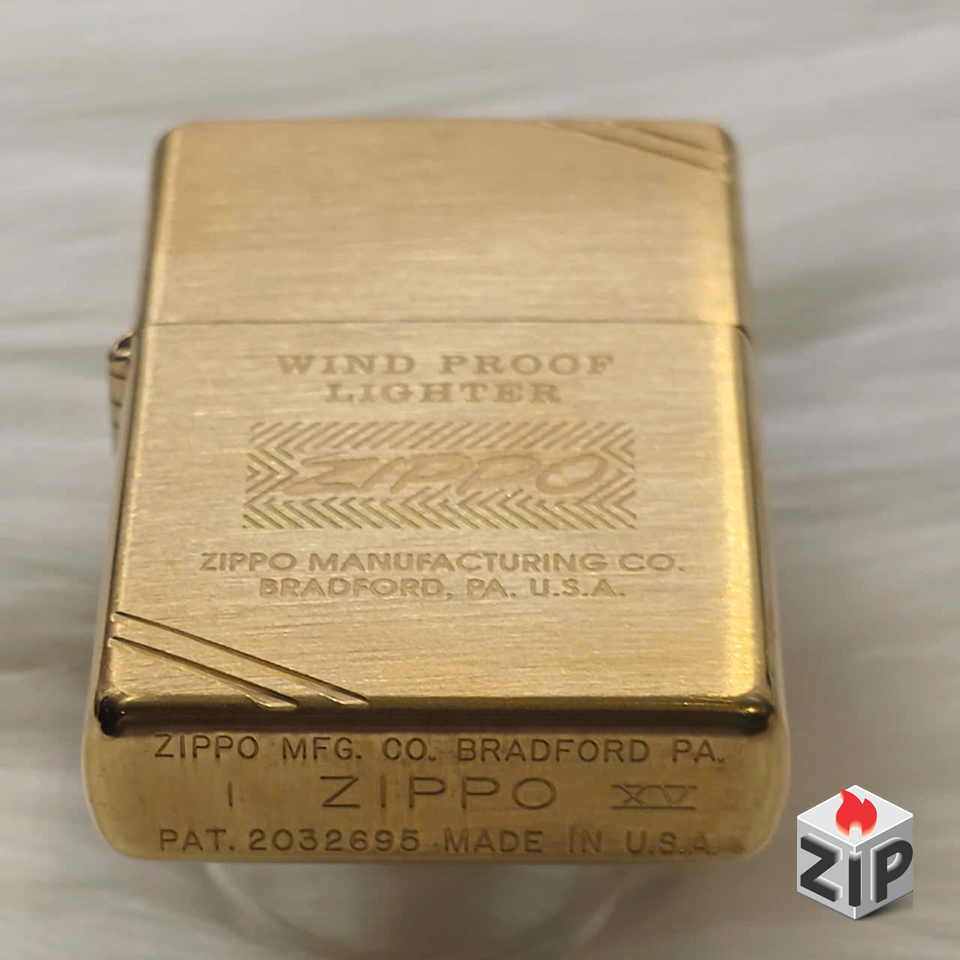 WIND PROOF
LIGHTER
ZIPPO
ZIPPO MANUFACTURING CO.
BRADFORD, PA. U.S.A.
ZIPPO MFG. CO. BRADFORD PA.
I ZIPPO XV
PAT. 2032695 MADE IN U.S.A.
ZiP